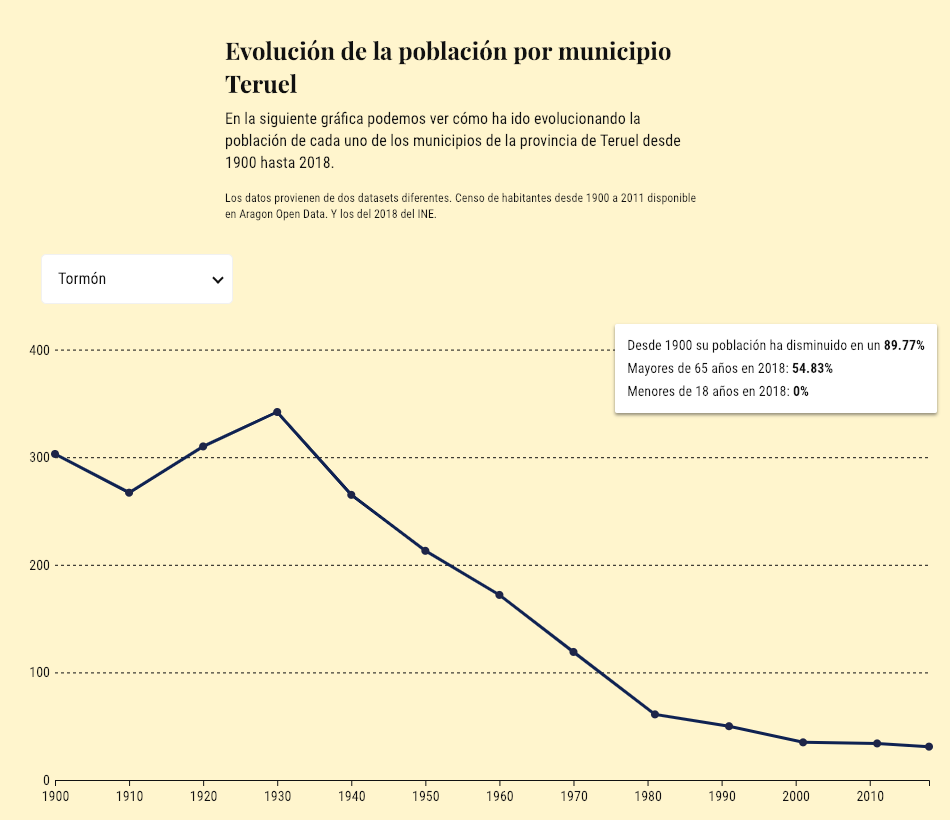 Evolución de la población por municipio
Teruel
En la siguiente gráfica podemos ver cómo ha ido evolucionando la
población de cada uno de los municipios de la provincia de Teruel desde
1900 hasta 2018.
Los datos provienen de dos datasets diferentes. Censo de habitantes desde 1900 a 2011 disponible
en Aragon Open Data. Y los del 2018 del INE.
Tormón
Desde 1900 su población ha disminuido en un 89.77%
Mayores de 65 años en 2018: 54.83%
Menores de 18 años en 2018: 0%
400
300
200
100
0
1900 1910 1920 1930 1940 1950 1960 1970 1980 1990 2000 2010